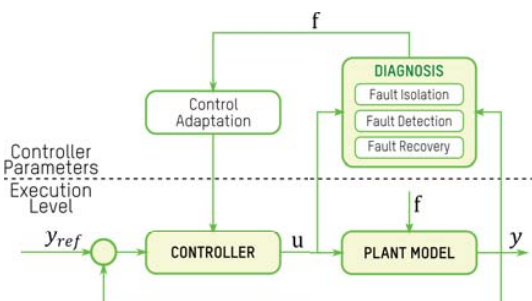 f
DIAGNOSIS
Fault Isolation
Fault Detection
Fault Recovery
Control
Adaptation
Controller
Parameters
Execution
Level
f
y_ref
CONTROLLER
u
PLANT MODEL
y